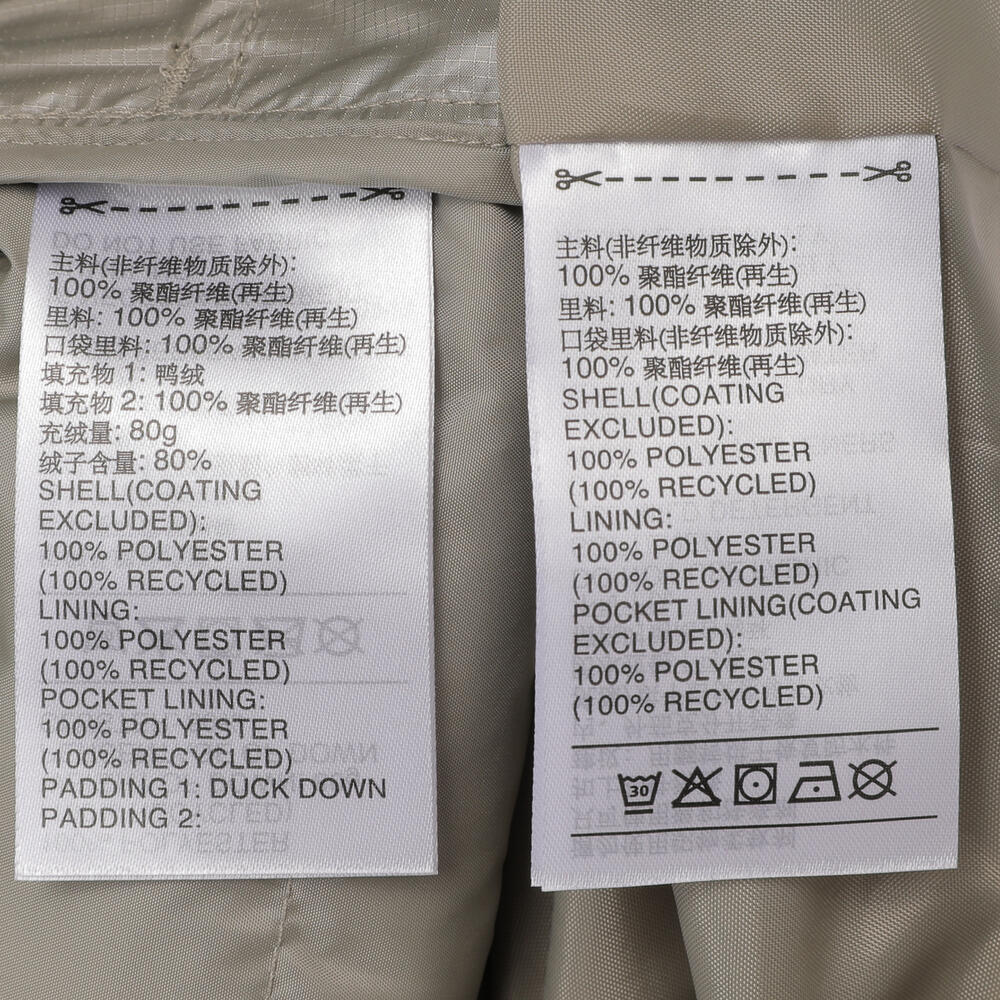 主料(非纤维物质除外):
100% 聚酯纤维(再生)
里料: 100% 聚酯纤维(再生)
口袋里料: 100% 聚酯纤维(再生)
填充物 1: 鸭绒
填充物 2: 100% 聚酯纤维(再生)
充绒量: 80g
绒子含量: 80%
SHELL(COATING
EXCLUDED):
100% POLYESTER
(100% RECYCLED)
LINING:
100% POLYESTER
(100% RECYCLED)
POCKET LINING:
100% POLYESTER
(100% RECYCLED)
PADDING 1: DUCK DOWN
PADDING 2:
主料(非纤维物质除外):
100% 聚酯纤维(再生)
里料: 100% 聚酯纤维(再生)
口袋里料(非纤维物质除外):
100% 聚酯纤维(再生)
SHELL(COATING
EXCLUDED):
100% POLYESTER
(100% RECYCLED)
LINING:
100% POLYESTER
(100% RECYCLED)
POCKET LINING(COATING
EXCLUDED):
100% POLYESTER
(100% RECYCLED)
30